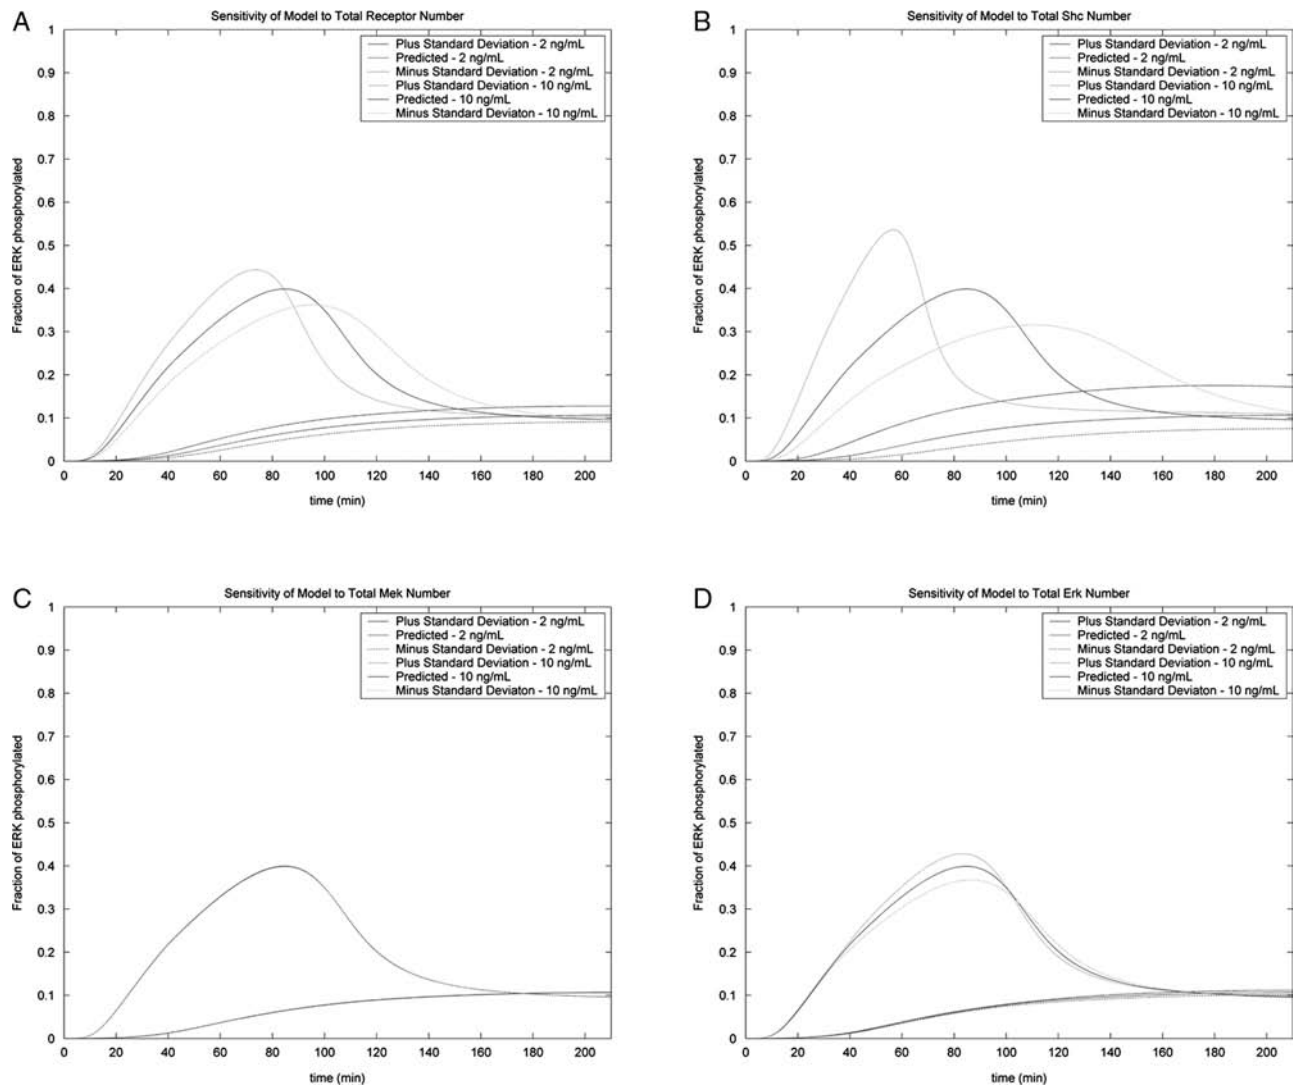 A
Sensitivity of Model to Total Receptor Number
1
0.9
0.8
0.7
0.6
0.5
0.4
0.3
0.2
0.1
0
Fraction of ERK phosphorylated
Plus Standard Deviation - 2 ng/mL
Predicted - 2 ng/mL
Minus Standard Deviation - 2 ng/mL
Plus Standard Deviation - 10 ng/mL
Predicted - 10 ng/mL
Minus Standard Deviaton - 10 ng/mL
0 20 40 60 80 100 120 140 160 180 200
time (min)
B
Sensitivity of Model to Total Shc Number
1
0.9
0.8
0.7
0.6
0.5
0.4
0.3
0.2
0.1
0
Fraction of ERK phosphorylated
Plus Standard Deviation - 2 ng/mL
Predicted - 2 ng/mL
Minus Standard Deviation - 2 ng/mL
Plus Standard Deviation - 10 ng/mL
Predicted - 10 ng/mL
Minus Standard Deviaton - 10 ng/mL
0 20 40 60 80 100 120 140 160 180 200
time (min)
C
Sensitivity of Model to Total Mek Number
1
0.9
0.8
0.7
0.6
0.5
0.4
0.3
0.2
0.1
0
Fraction of ERK phosphorylated
Plus Standard Deviation - 2 ng/mL
Predicted - 2 ng/mL
Minus Standard Deviation - 2 ng/mL
Plus Standard Deviation - 10 ng/mL
Predicted - 10 ng/mL
Minus Standard Deviaton - 10 ng/mL
0 20 40 60 80 100 120 140 160 180 200
time (min)
D
Sensitivity of Model to Total Erk Number
1
0.9
0.8
0.7
0.6
0.5
0.4
0.3
0.2
0.1
0
Fraction of ERK phosphorylated
Plus Standard Deviation - 2 ng/mL
Predicted - 2 ng/mL
Minus Standard Deviation - 2 ng/mL
Plus Standard Deviation - 10 ng/mL
Predicted - 10 ng/mL
Minus Standard Deviaton - 10 ng/mL
0 20 40 60 80 100 120 140 160 180 200
time (min)